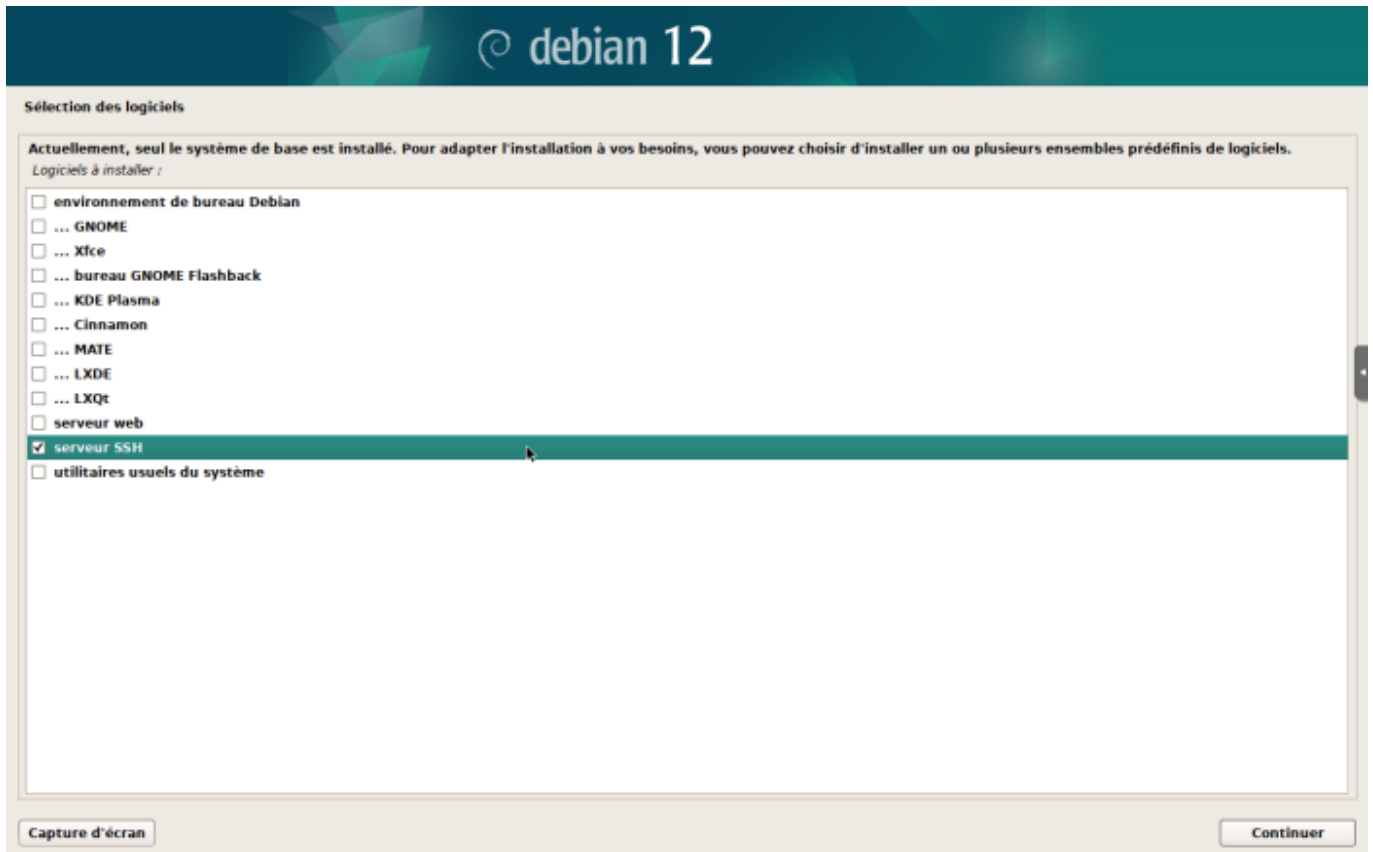 debian 12
Sélection des logiciels
Actuellement, seul le système de base est installé. Pour adapter l'installation à vos besoins, vous pouvez choisir d'installer un ou plusieurs ensembles prédéfinis de logiciels.
Logiciels à installer :
environnement de bureau Debian
... GNOME
... Xfce
... bureau GNOME Flashback
... KDE Plasma
... Cinnamon
... MATE
... LXDE
... LXQt
serveur web
serveur SSH
utilitaires usuels du système
Capture d'écran
Continuer